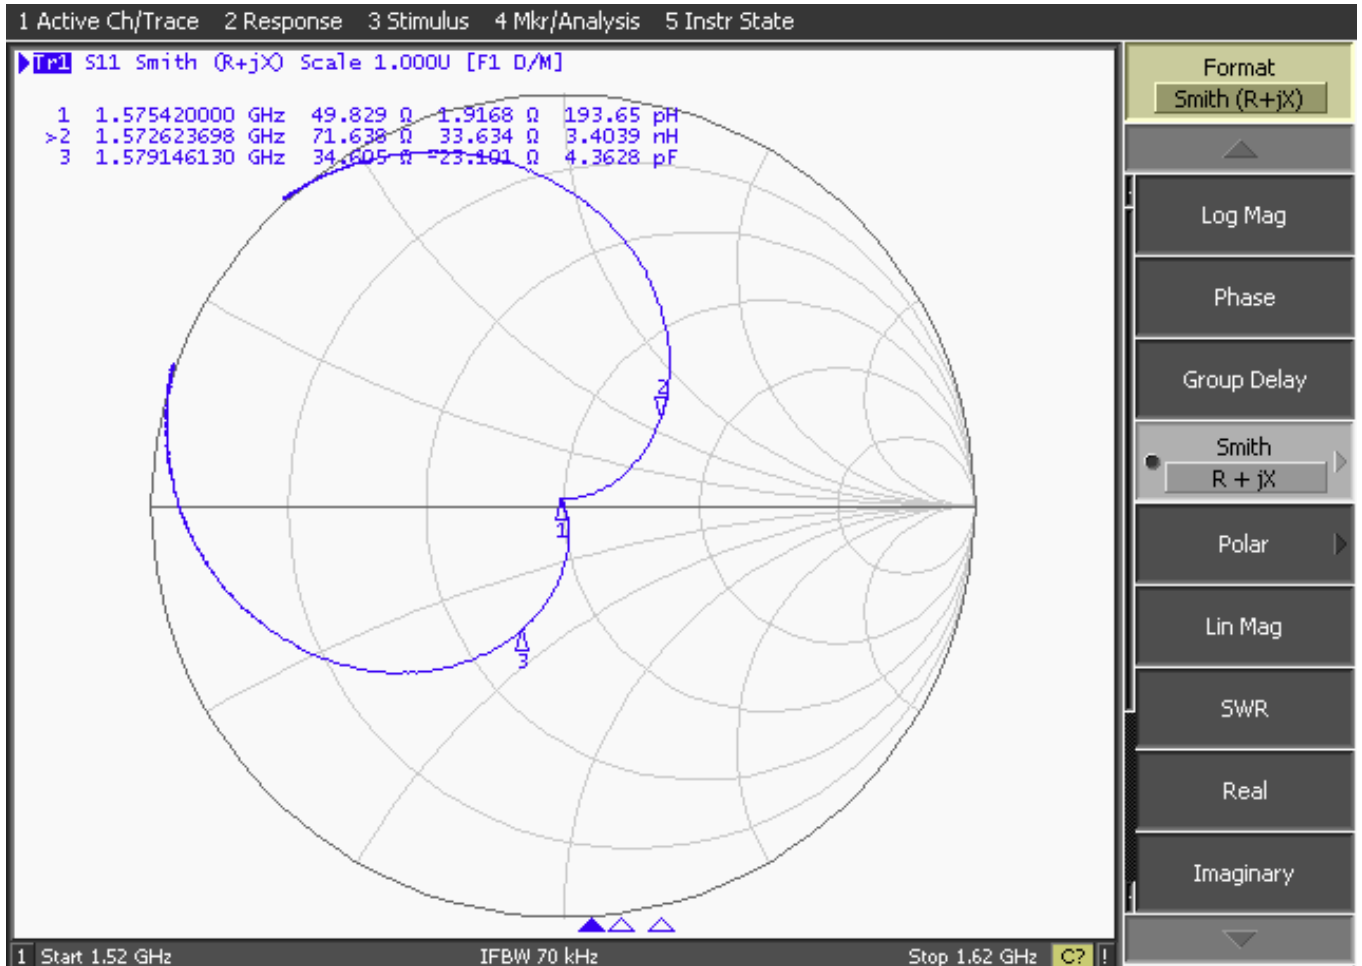 1 Active Ch/Trace 2 Response 3 Stimulus 4 Mkr/Analysis 5 Instr State
Tr1 S11 Smith (R+jX) Scale 1.000U [F1 D/M]
1 1.575420000 GHz 49.829 Ω 1.9168 Ω 193.65 pH
>2 1.572623698 GHz 71.638 Ω 33.634 Ω 3.4039 nH
3 1.579146130 GHz 34.605 Ω -23.101 Ω 4.3628 pF
2
1
3
Format
Smith (R+jX)
Log Mag
Phase
Group Delay
Smith
R + jX
Polar
Lin Mag
SWR
Real
Imaginary
1 Start 1.52 GHz IFBW 70 kHz Stop 1.62 GHz C? !